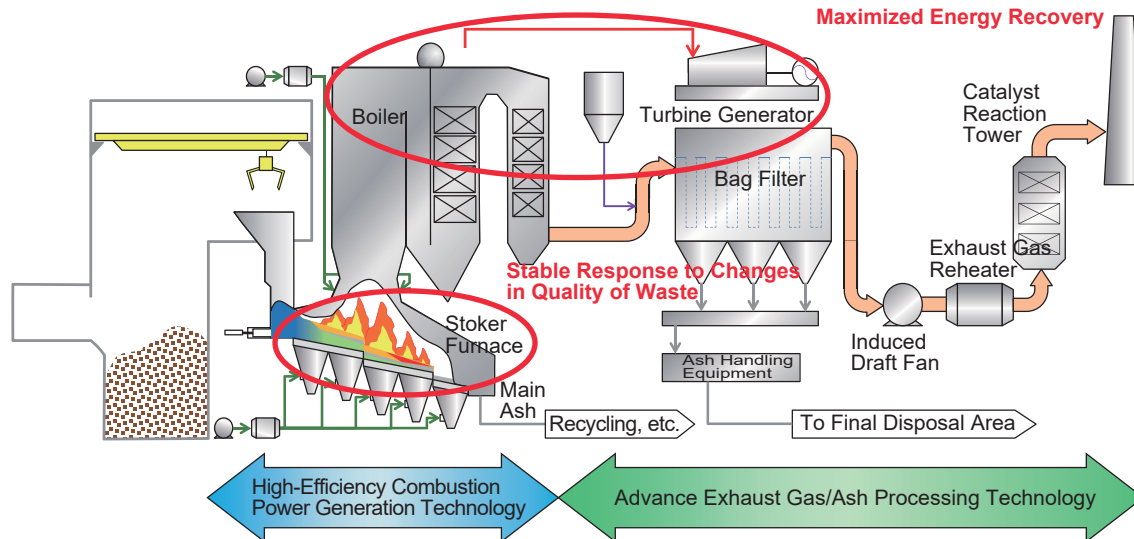 Maximized Energy Recovery
Boiler
Turbine Generator
Catalyst
Reaction
Tower
Bag Filter
Stable Response to Changes
in Quality of Waste
Exhaust Gas
Reheater
Stoker
Furnace
Induced
Draft Fan
Ash Handling
Equipment
Main
Ash
Recycling, etc.
To Final Disposal Area
High-Efficiency Combustion
Power Generation Technology
Advance Exhaust Gas/Ash Processing Technology